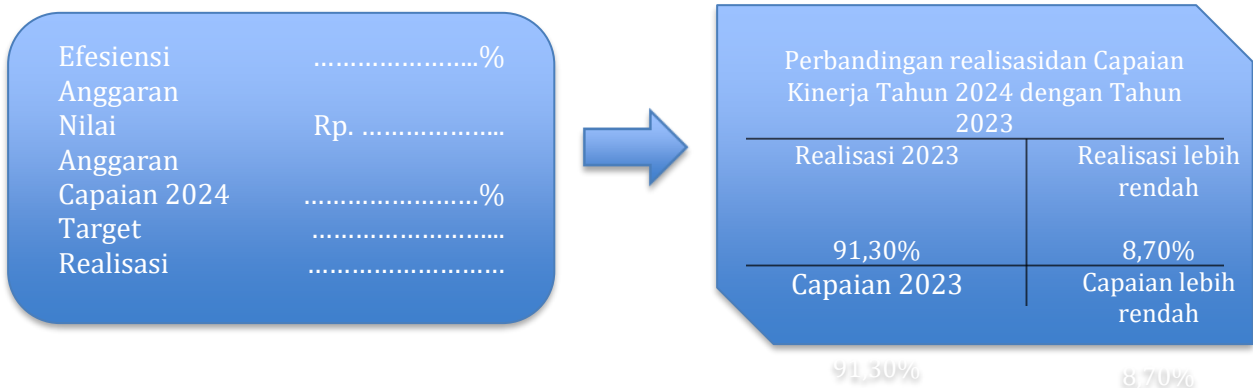 Efesiensi …………………..%
Anggaran
Nilai Rp. ………………..
Anggaran
Capaian 2024 ……………………%
Target ……………………...
Realisasi ………………………
Perbandingan realisasidan Capaian
Kinerja Tahun 2024 dengan Tahun
2023
Realisasi 2023 Realisasi lebih
rendah
91,30% 8,70%
Capaian 2023 Capaian lebih
rendah
91,30% 8,70%